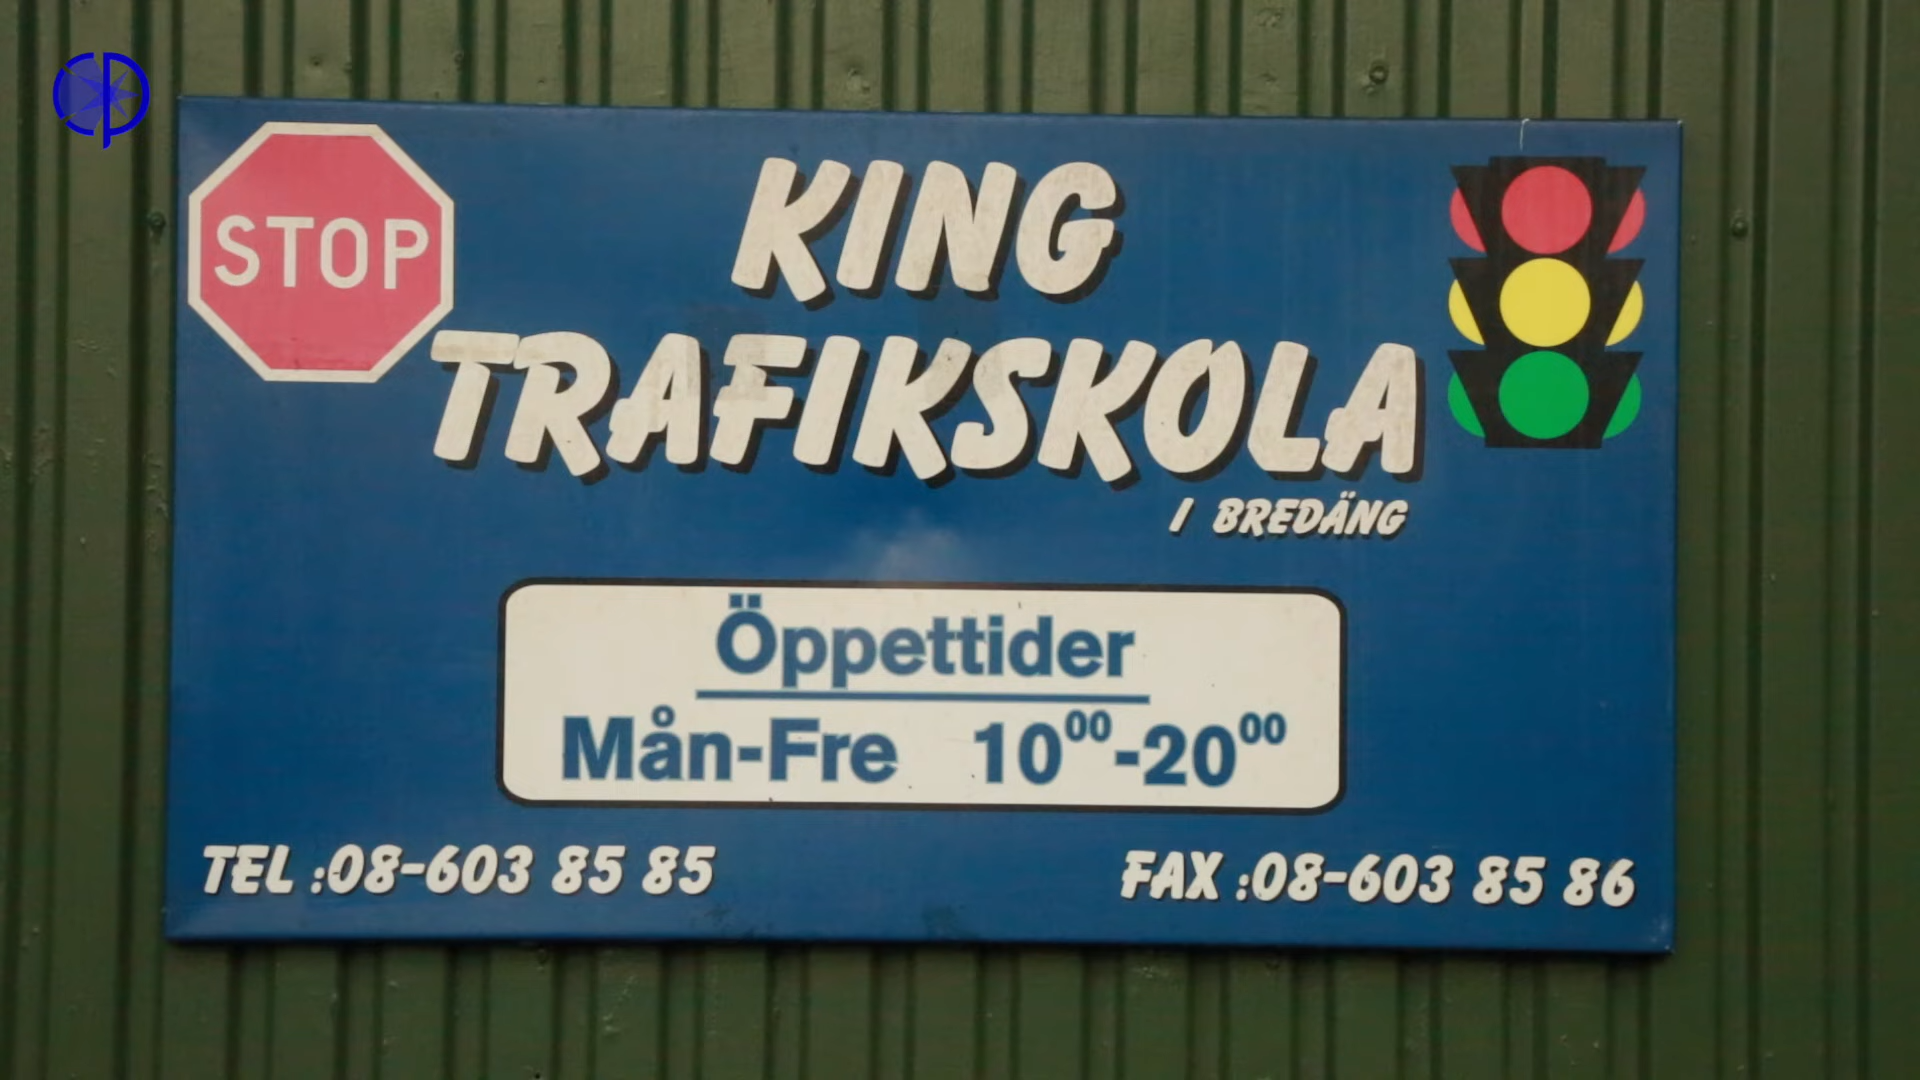 STOP
KING
TRAFIKSKOLA
I BREDÄNG
Öppettider
Mån-Fre 10⁰⁰-20⁰⁰
TEL :08-603 85 85
FAX :08-603 85 86